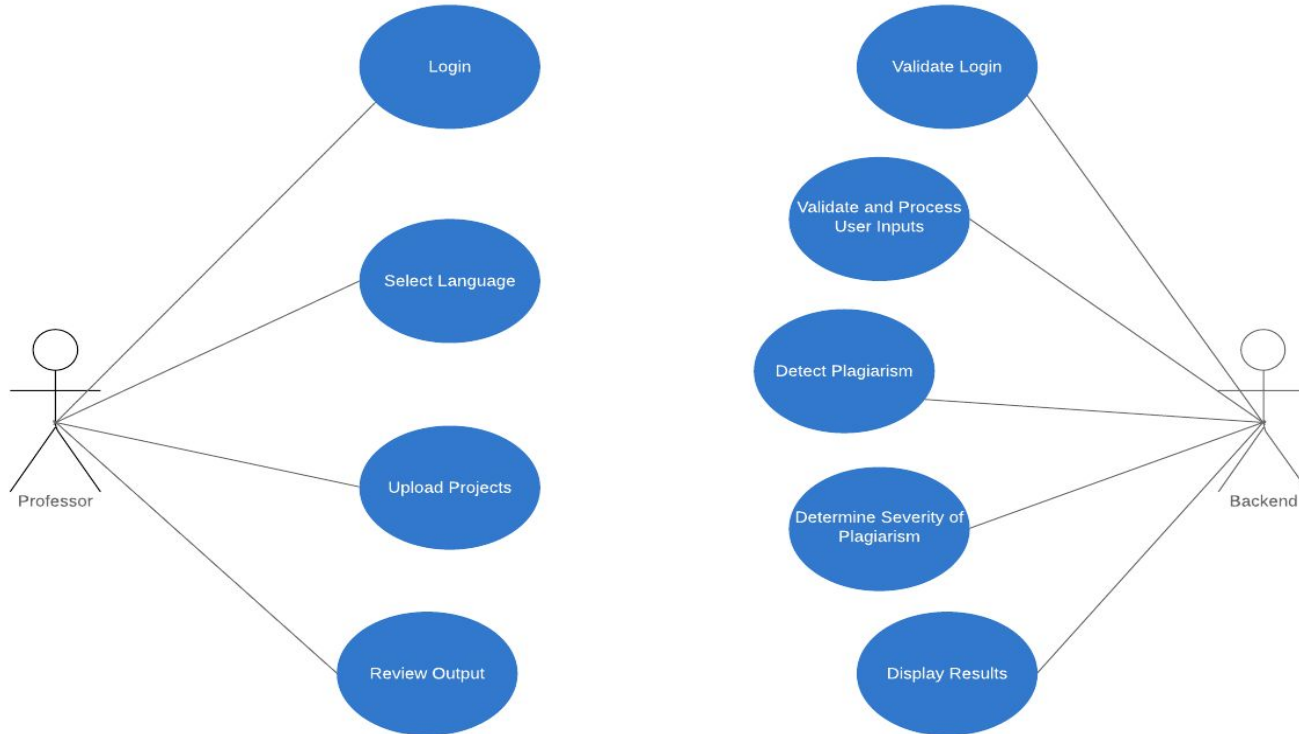 Login
Validate Login
Validate and Process
User Inputs
Select Language
Detect Plagiarism
Upload Projects
Professor
Backend
Determine Severity of
Plagiarism
Review Output
Display Results